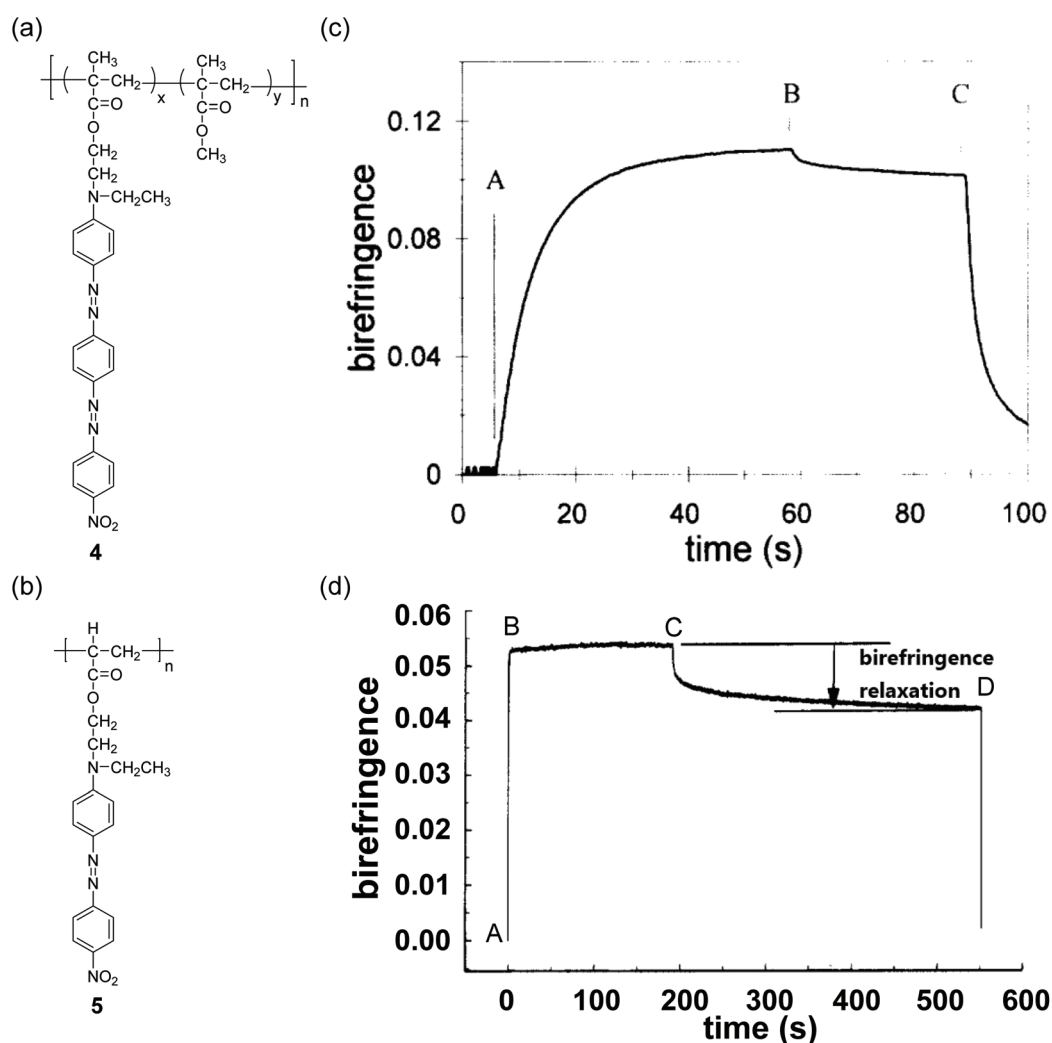 (a)
CH3
CH3
C
CH2
x
C
CH2
y
n
C=O
C=O
O
O
CH2
CH3
CH2
N
CH2CH3
N
N
N
N
NO2
4
(b)
H
C
CH2
n
C=O
O
CH2
CH2
N
CH2CH3
N
N
NO2
5
(c)
A
B
C
0.12
0.08
0.04
0
0 20 40 60 80 100
birefringence
time (s)
(d)
0.06
0.05
0.04
0.03
0.02
0.01
0.00
A
B
C
D
birefringence
relaxation
0 100 200 300 400 500 600
birefringence
time (s)